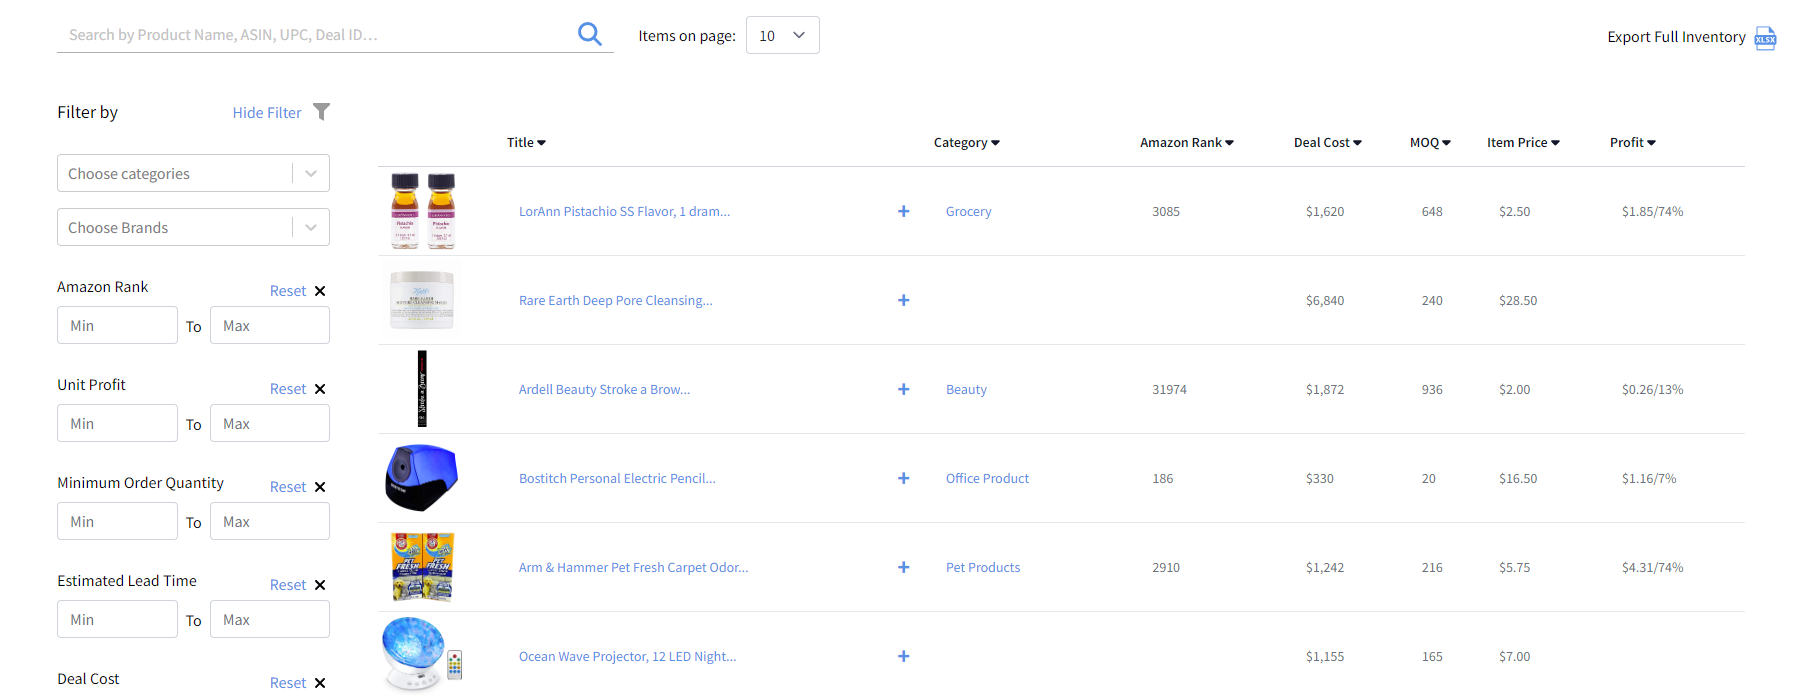 Search by Product Name, ASIN, UPC, Deal ID...
Items on page: 10
Export Full Inventory XLSX
Filter by Hide Filter
Choose categories
Choose Brands
Amazon Rank Reset
Min To Max
Unit Profit Reset
Min To Max
Minimum Order Quantity Reset
Min To Max
Estimated Lead Time Reset
Min To Max
Deal Cost Reset
Title Category Amazon Rank Deal Cost MOQ Item Price Profit
LorAnn Pistachio SS Flavor, 1 dram... + Grocery 3085 $1,620 648 $2.50 $1.85/74%
Rare Earth Deep Pore Cleansing... + $6,840 240 $28.50
Ardell Beauty Stroke a Brow... + Beauty 31974 $1,872 936 $2.00 $0.26/13%
Bostitch Personal Electric Pencil... + Office Product 186 $330 20 $16.50 $1.16/7%
Arm & Hammer Pet Fresh Carpet Odor... + Pet Products 2910 $1,242 216 $5.75 $4.31/74%
Ocean Wave Projector, 12 LED Night... + $1,155 165 $7.00